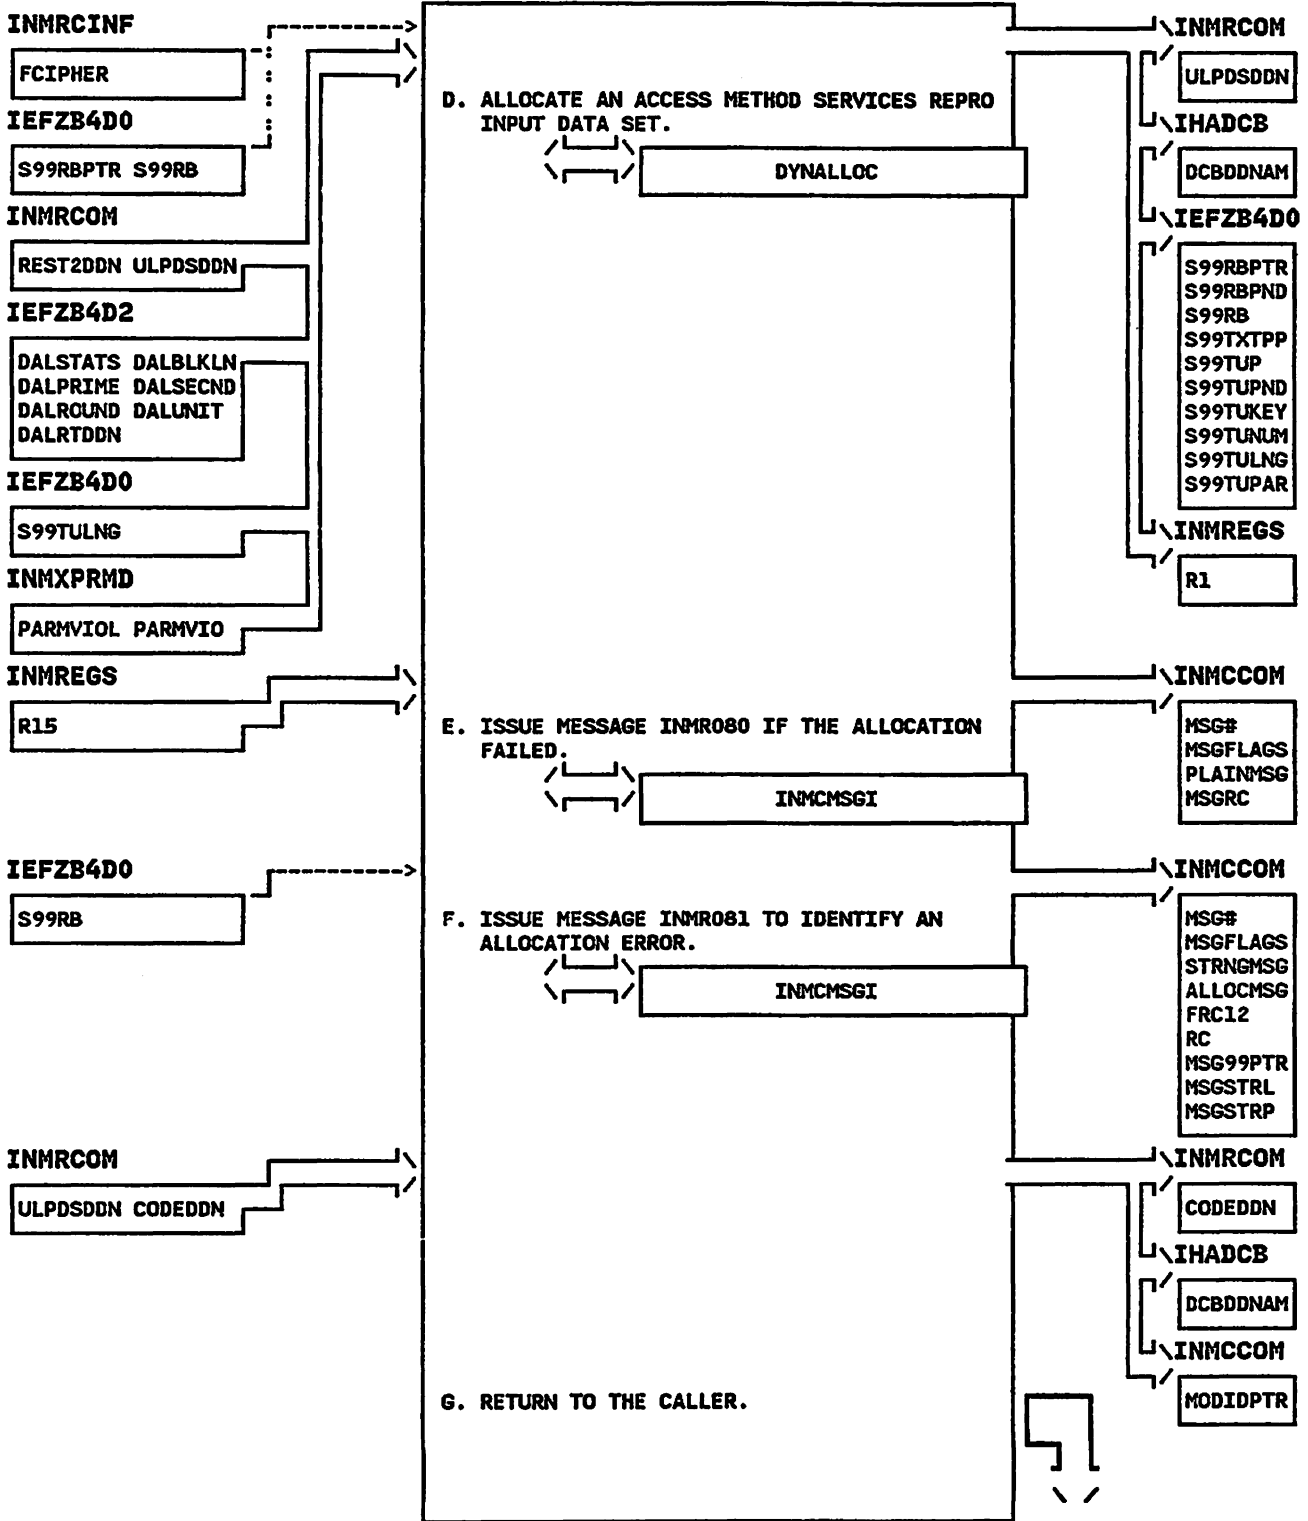 INMRCINF
FCIPHER
IEFZB4D0
S99RBPTR S99RB
INMRCOM
REST2DDN ULPDSDDN
IEFZB4D2
DALSTATS DALBLKLN
DALPRIME DALSECND
DALROUND DALUNIT
DALRTDDN
IEFZB4D0
S99TULNG
INMXPRMD
PARMVIOL PARMVIO
INMREGS
R15
IEFZB4D0
S99RB
INMRCOM
ULPDSDDN CODEDDN
D. ALLOCATE AN ACCESS METHOD SERVICES REPRO
INPUT DATA SET.
DYNALLOC
E. ISSUE MESSAGE INMR080 IF THE ALLOCATION
FAILED.
INMCMSGI
F. ISSUE MESSAGE INMR081 TO IDENTIFY AN
ALLOCATION ERROR.
INMCMSGI
G. RETURN TO THE CALLER.
INMRCOM
ULPDSDDN
IHADCB
DCBDDNAM
IEFZB4D0
S99RBPTR
S99RBPND
S99RB
S99TXTPP
S99TUP
S99TUPND
S99TUKEY
S99TUNUM
S99TULNG
S99TUPAR
INMREGS
R1
INMCCOM
MSG#
MSGFLAGS
PLAINMSG
MSGRC
INMCCOM
MSG#
MSGFLAGS
STRNGMSG
ALLOCMSG
FRC12
RC
MSG99PTR
MSGSTRL
MSGSTRP
INMRCOM
CODEDDN
IHADCB
DCBDDNAM
INMCCOM
MODIDPTR